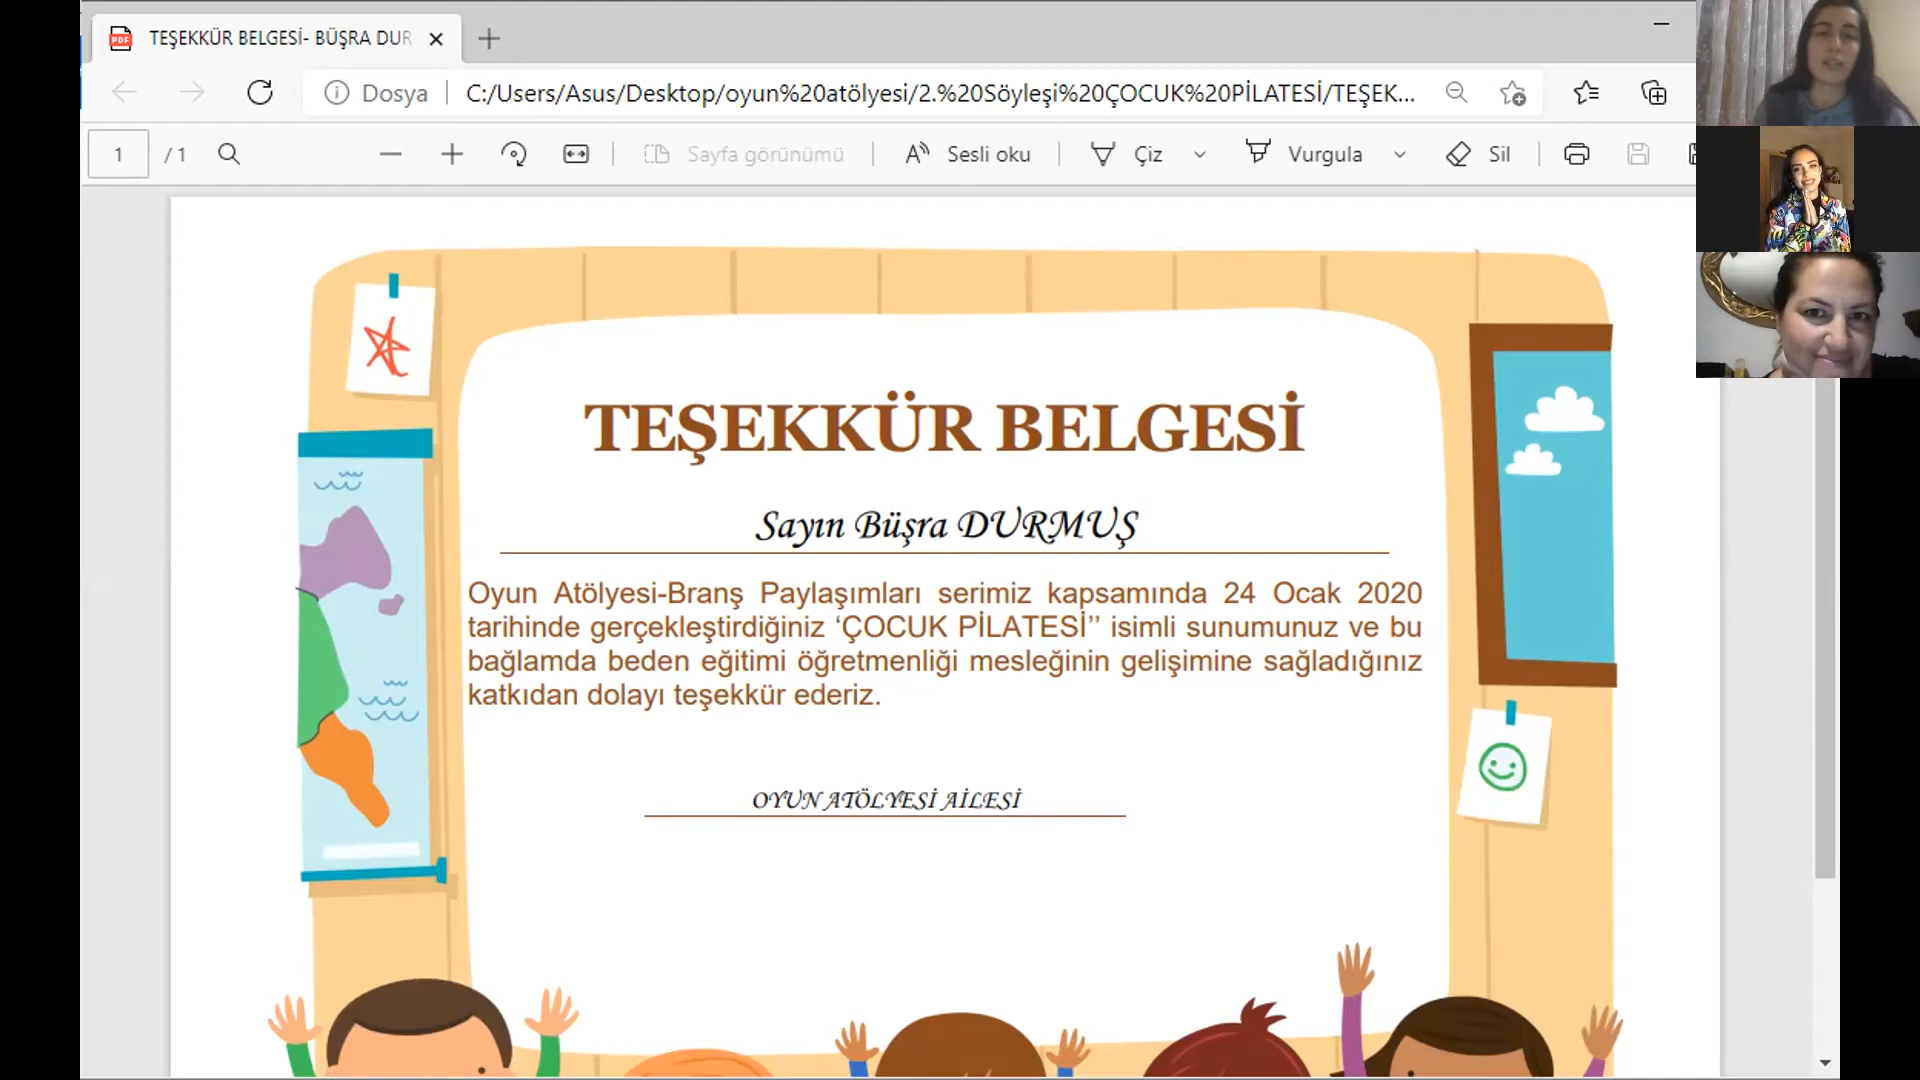 TEŞEKKÜR BELGESİ- BÜŞRA DUR
Dosya
C:/Users/Asus/Desktop/oyun%20atölyesi/2.%20Söyleşi%20ÇOCUK%20PİLATESİ/TEŞEK...
1 / 1 Sayfa görünümü Sesli oku Çiz Vurgula Sil
TEŞEKKÜR BELGESİ
Sayın Büşra DURMUŞ
Oyun Atölyesi-Branş Paylaşımları serimiz kapsamında 24 Ocak 2020
tarihinde gerçekleştirdiğiniz ‘ÇOCUK PİLATESİ’’ isimli sunumunuz ve bu
bağlamda beden eğitimi öğretmenliği mesleğinin gelişimine sağladığınız
katkıdan dolayı teşekkür ederiz.
OYUN ATÖLYESİ AİLESİ